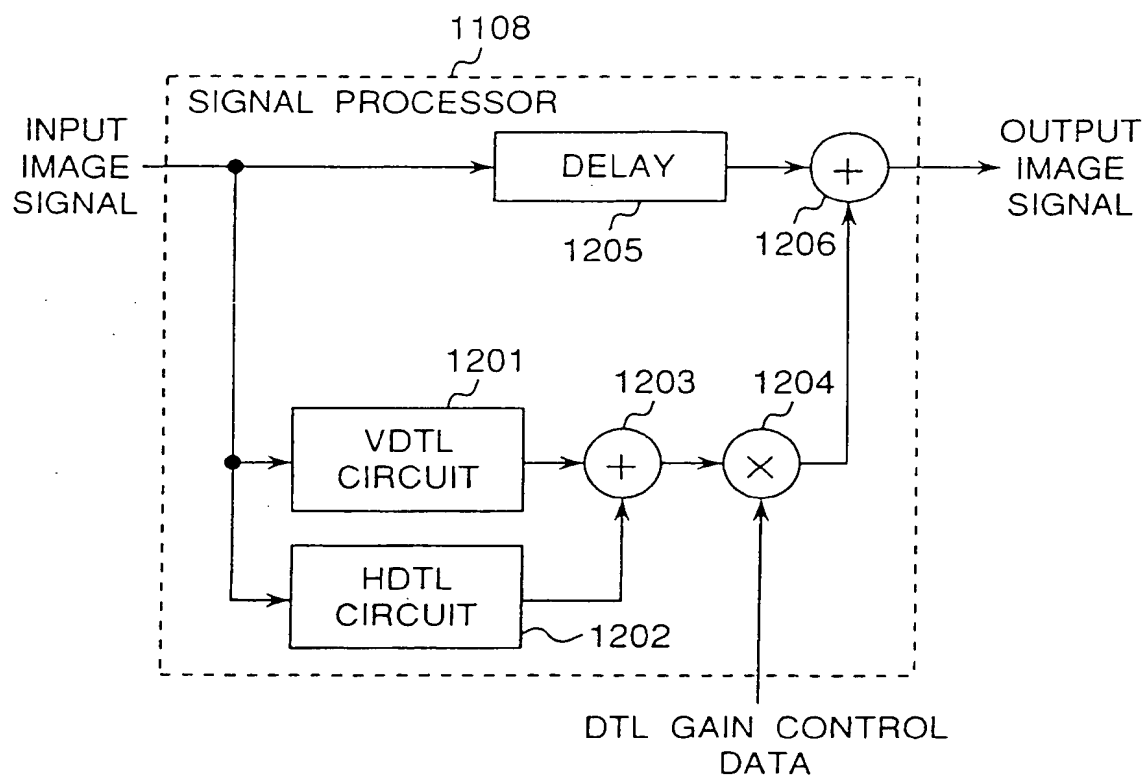 1108
SIGNAL PROCESSOR
INPUT
IMAGE
SIGNAL
DELAY
1205
+
1206
OUTPUT
IMAGE
SIGNAL
1201
VDTL
CIRCUIT
1203
+
1204
×
HDTL
CIRCUIT
1202
DTL GAIN CONTROL
DATA